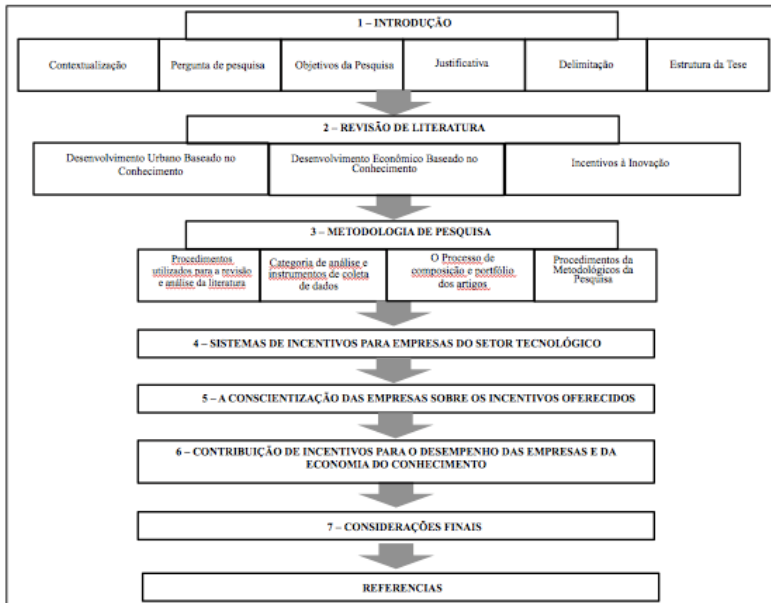 1 – INTRODUÇÃO
Contextualização
Pergunta de pesquisa
Objetivos da Pesquisa
Justificativa
Delimitação
Estrutura da Tese
2 – REVISÃO DE LITERATURA
Desenvolvimento Urbano Baseado no
Conhecimento
Desenvolvimento Econômico Baseado no
Conhecimento
Incentivos à Inovação
3 – METODOLOGIA DE PESQUISA
Procedimentos
utilizados para a revisão
e análise da literatura
Categoria de análise e
instrumentos de coleta
de dados
O Processo de
composição e portfólio
dos artigos
Procedimentos da
Metodológicos da
Pesquisa
4 – SISTEMAS DE INCENTIVOS PARA EMPRESAS DO SETOR TECNOLÓGICO
5 – A CONSCIENTIZAÇÃO DAS EMPRESAS SOBRE OS INCENTIVOS OFERECIDOS
6 – CONTRIBUIÇÃO DE INCENTIVOS PARA O DESEMPENHO DAS EMPRESAS E DA
ECONOMIA DO CONHECIMENTO
7 – CONSIDERAÇÕES FINAIS
REFERENCIAS